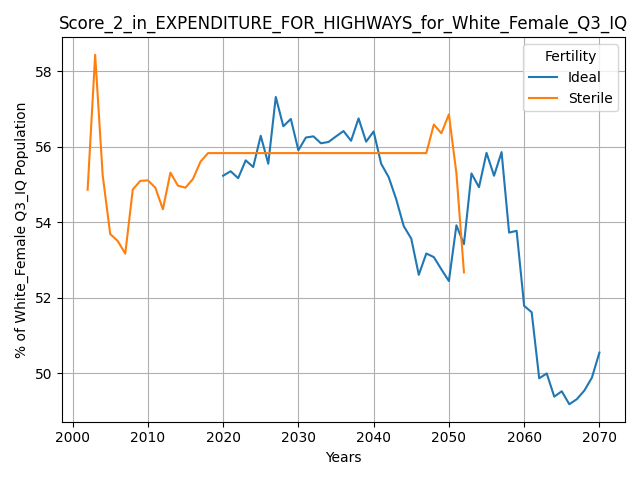 Score_2_in_EXPENDITURE_FOR_HIGHWAYS_for_White_Female_Q3_IQ
Fertility
Ideal
Sterile
% of White_Female Q3_IQ Population
58
56
54
52
50
2000 2010 2020 2030 2040 2050 2060 2070
Years